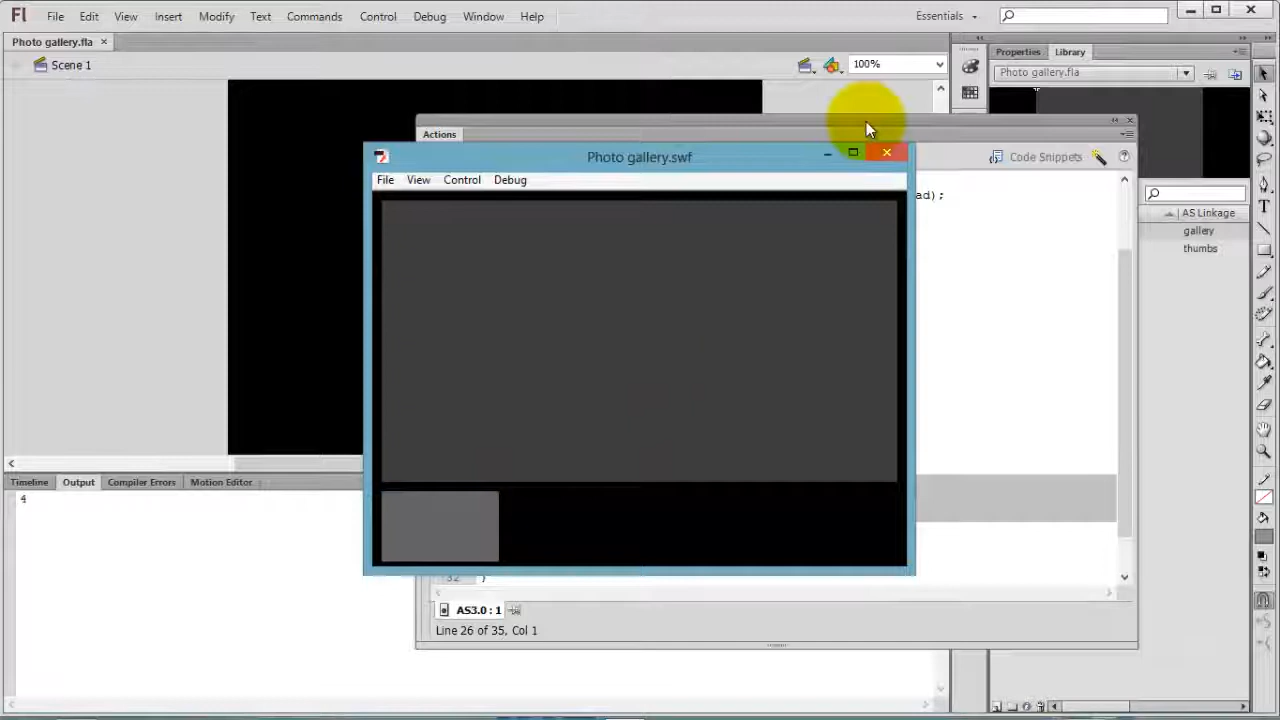 Fl File Edit View Insert Modify Text Commands Control Debug Window Help Essentials
Photo gallery.fla
Scene 1 100%
Properties Library
Photo gallery.fla
Actions
Code Snippets
Photo gallery.swf
File View Control Debug
ad);
AS Linkage
gallery
thumbs
Timeline Output Compiler Errors Motion Editor
4
32 }
AS3.0 : 1
Line 26 of 35, Col 1